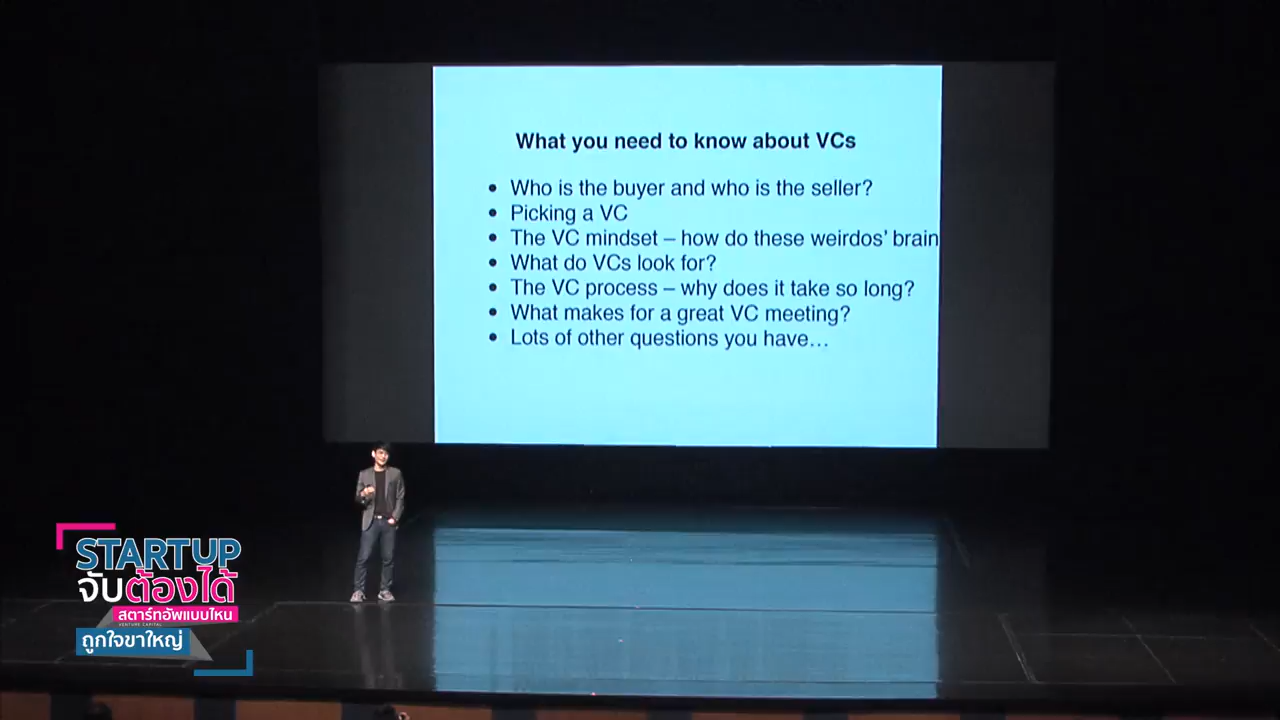 What you need to know about VCs
• Who is the buyer and who is the seller?
• Picking a VC
• The VC mindset – how do these weirdos' brain
• What do VCs look for?
• The VC process – why does it take so long?
• What makes for a great VC meeting?
• Lots of other questions you have…
STARTUP
จับต้องได้
สตาร์ทอัพแบบไหน
VENTURE CAPITAL
ถูกใจขาใหญ่